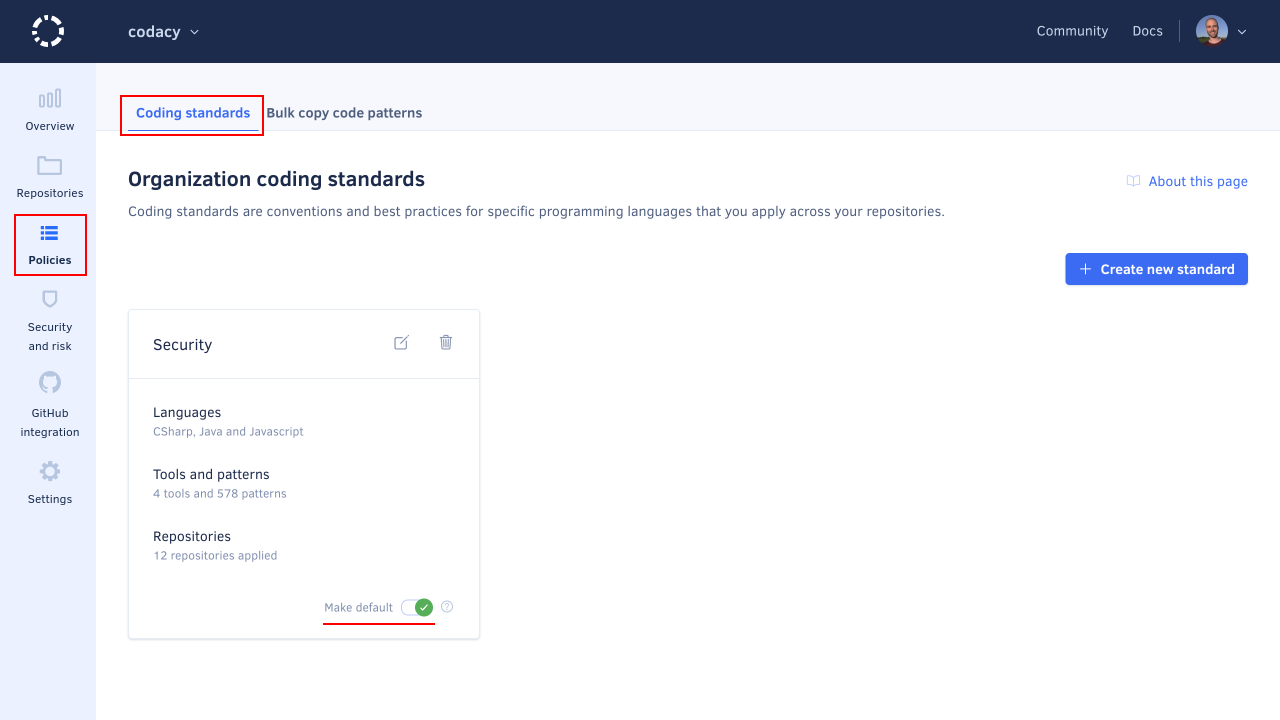 codacy
Community
Docs
Overview
Repositories
Policies
Security
and risk
GitHub
integration
Settings
Coding standards
Bulk copy code patterns
Organization coding standards
About this page
Coding standards are conventions and best practices for specific programming languages that you apply across your repositories.
+ Create new standard
Security
Languages
CSharp, Java and Javascript
Tools and patterns
4 tools and 578 patterns
Repositories
12 repositories applied
Make default
?